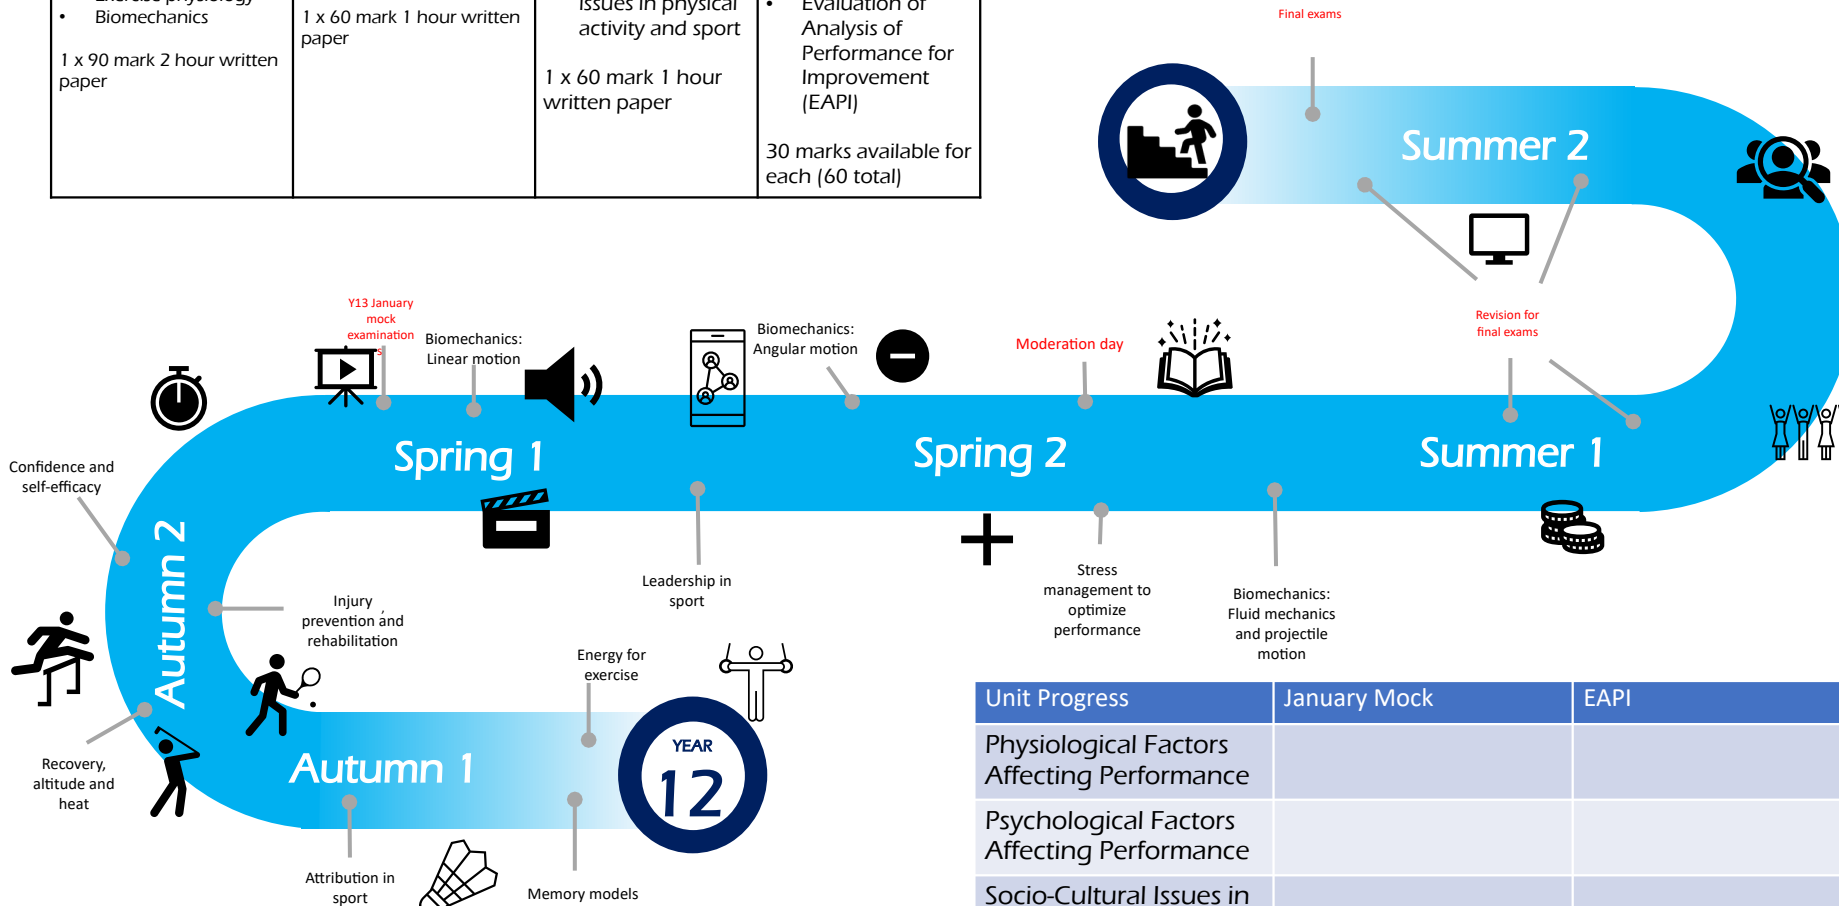 Exercise physiology
• Biomechanics
1 x 90 mark 2 hour written
paper
1 x 60 mark 1 hour written
paper
issues in physical
activity and sport
1 x 60 mark 1 hour
written paper
• Evaluation of
Analysis of
Performance for
Improvement
(EAPI)
30 marks available for
each (60 total)
Final exams
Summer 2
Revision for
final exams
Y13 January
mock
examination
s
Biomechanics:
Linear motion
Biomechanics:
Angular motion
Moderation day
Spring 1
Spring 2
Summer 1
Confidence and
self-efficacy
Autumn 2
Injury
prevention and
rehabilitation
,
Leadership in
sport
Stress
management to
optimize
performance
Biomechanics:
Fluid mechanics
and projectile
motion
Energy for
exercise
Recovery,
altitude and
heat
Autumn 1
YEAR
12
Attribution in
sport
Memory models
Unit Progress
January Mock
EAPI
Physiological Factors
Affecting Performance
Psychological Factors
Affecting Performance
Socio-Cultural Issues in